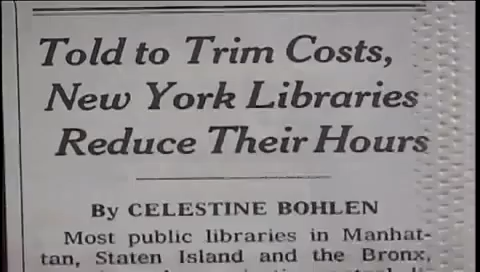 Told to Trim Costs,
New York Libraries
Reduce Their Hours
By CELESTINE BOHLEN
Most public libraries in Manhat-
tan, Staten Island and the Bronx,